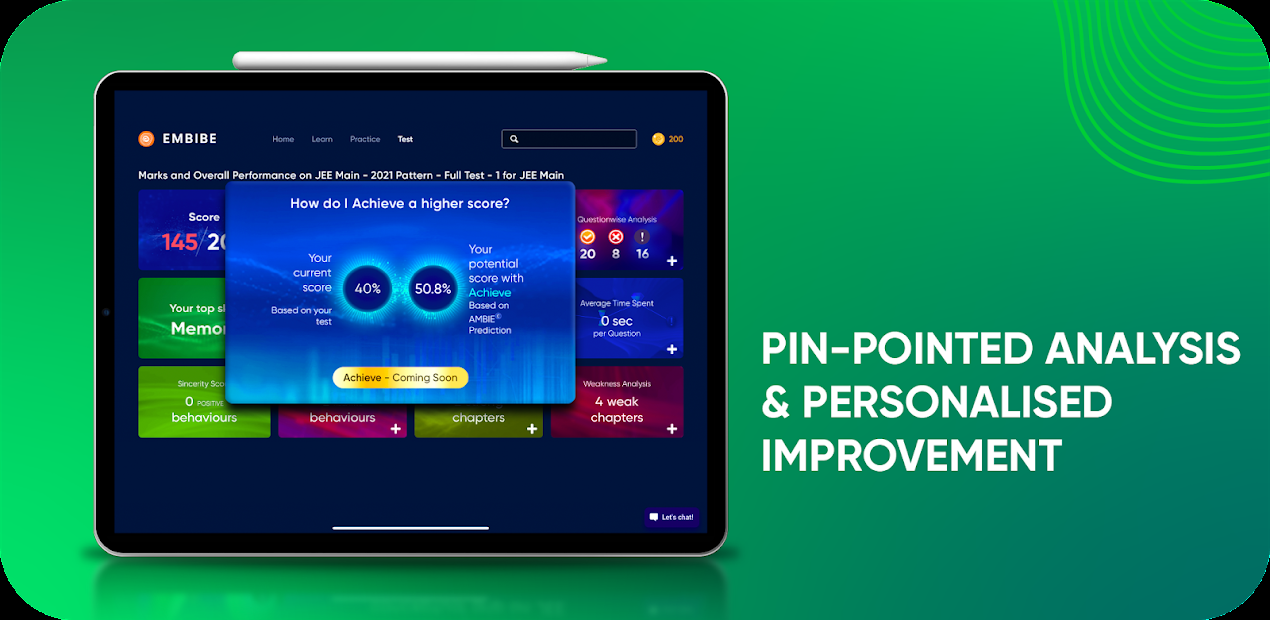 EMBIBE
Home Learn Practice Test
200
Marks and Overall Performance on JEE Main - 2021 Pattern - Full Test - 1 for JEE Main
Score
145/
Your top
How do I Achieve a higher score?
Your
current
score
Based on your
test
40%
50.8%
Your
potential
score with
Achieve
Based on
AMBIE®
Prediction
Achieve - Coming Soon
Questionwise Analysis
20 8 16
Average Time Spent
0 sec
per Question
Sincerity
0 POSITIVE
behaviours
behaviours
chapters
Weakness Analysis
4 weak
chapters
Let's chat!
PIN-POINTED ANALYSIS
& PERSONALISED
IMPROVEMENT